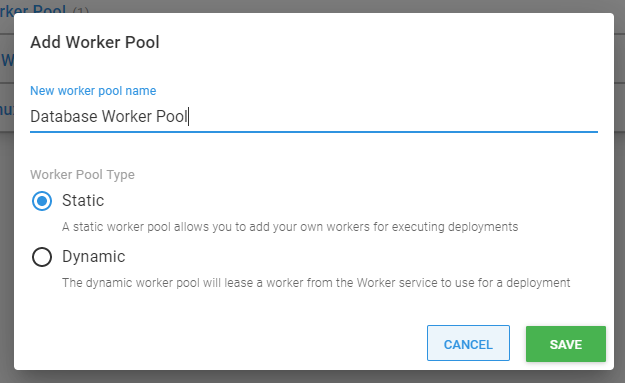 rker Pool (1)
Add Worker Pool
W
New worker pool name
Database Worker Pool
Worker Pool Type
Static
A static worker pool allows you to add your own workers for executing deployments
Dynamic
The dynamic worker pool will lease a worker from the Worker service to use for a deployment
CANCEL SAVE